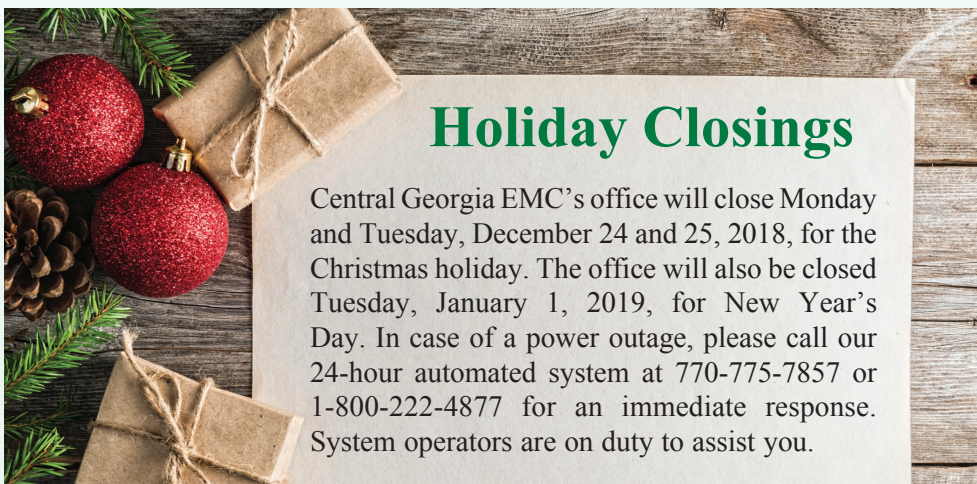 Holiday Closings
Central Georgia EMC’s office will close Monday
and Tuesday, December 24 and 25, 2018, for the
Christmas holiday. The office will also be closed
Tuesday, January 1, 2019, for New Year’s
Day. In case of a power outage, please call our
24-hour automated system at 770-775-7857 or
1-800-222-4877 for an immediate response.
System operators are on duty to assist you.